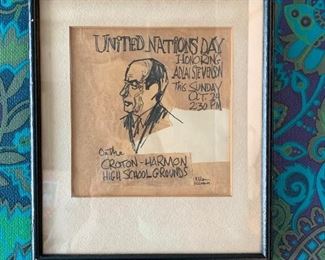 UNITED NATIONS DAY
HONORING
ADLAI STEVENSON
THIS SUNDAY
OCT. 24
2:30 PM
On the
CROTON-HARMON
HIGH SCHOOL GROUNDS